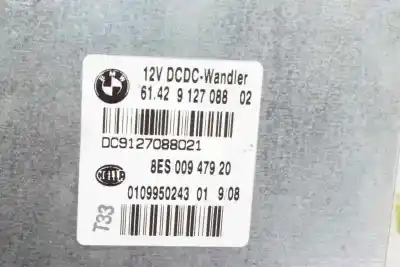 BMW
12V DCDC-Wandler
61.42 9 127 088 02
DC9127088021
8ES 009 479 20
0109950243 01 9/08
T33